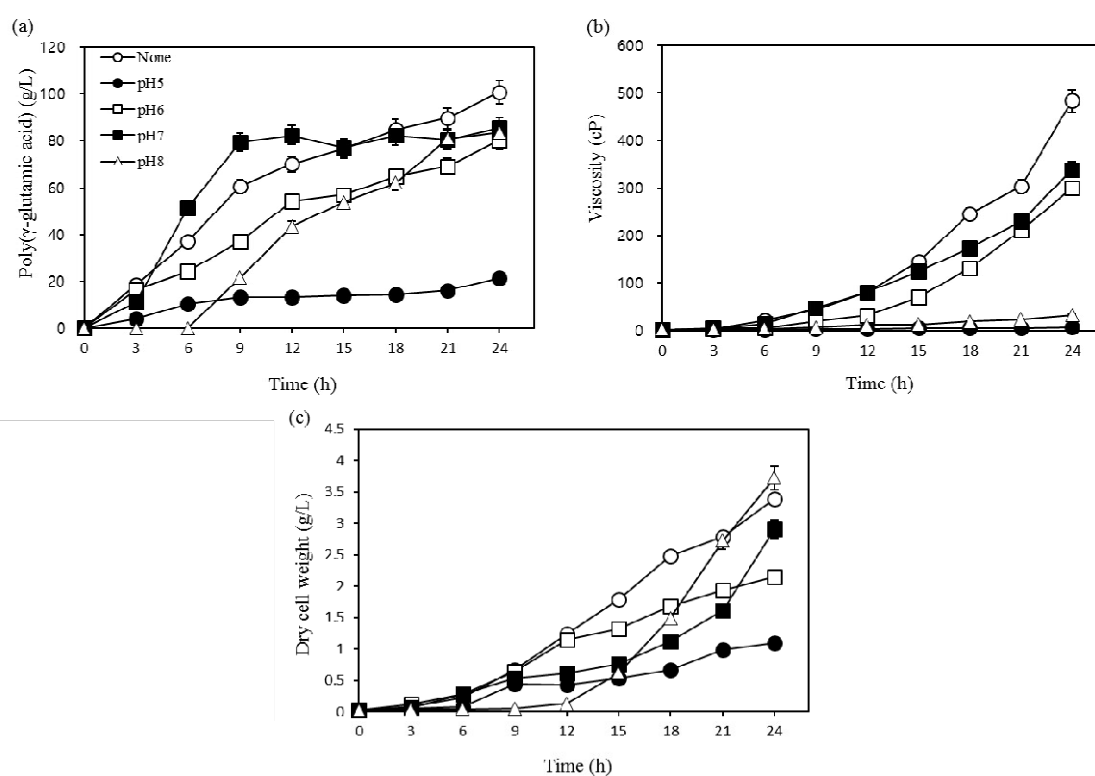 (a)
120
100
80
60
40
20
0
Poly(γ-glutamic acid) (g/L)
None
pH5
pH6
pH7
pH8
0 3 6 9 12 15 18 21 24
Time (h)
(b)
600
500
400
300
200
100
0
Viscosity (cP)
0 3 6 9 12 15 18 21 24
Time (h)
(c)
4.5
4
3.5
3
2.5
2
1.5
1
0.5
0
Dry cell weight (g/L)
0 3 6 9 12 15 18 21 24
Time (h)